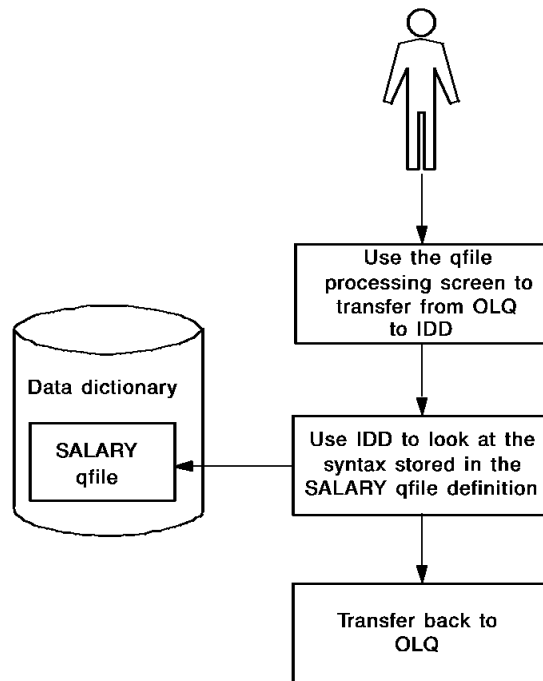 Use the qfile
processing screen to
transfer from OLQ
to IDD
Data dictionary
SALARY
qfile
Use IDD to look at the
syntax stored in the
SALARY qfile definition
Transfer back to
OLQ